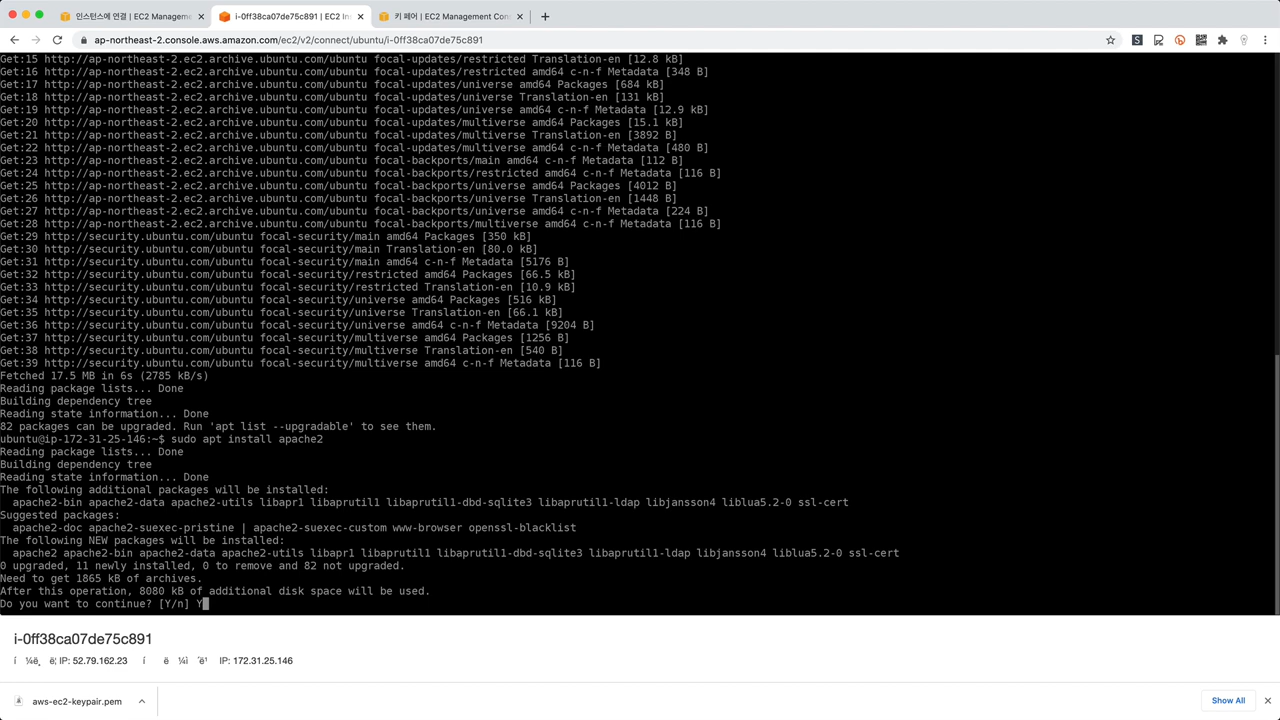 인스턴스에 연결 | EC2 Manageme
i-0ff38ca07de75c891 | EC2 In
키 페어 | EC2 Management Con
ap-northeast-2.console.aws.amazon.com/ec2/v2/connect/ubuntu/i-0ff38ca07de75c891
Get:15 http://ap-northeast-2.ec2.archive.ubuntu.com/ubuntu focal-updates/restricted Translation-en [12.8 kB]
Get:16 http://ap-northeast-2.ec2.archive.ubuntu.com/ubuntu focal-updates/restricted amd64 c-n-f Metadata [348 B]
Get:17 http://ap-northeast-2.ec2.archive.ubuntu.com/ubuntu focal-updates/universe amd64 Packages [684 kB]
Get:18 http://ap-northeast-2.ec2.archive.ubuntu.com/ubuntu focal-updates/universe Translation-en [131 kB]
Get:19 http://ap-northeast-2.ec2.archive.ubuntu.com/ubuntu focal-updates/universe amd64 c-n-f Metadata [12.9 kB]
Get:20 http://ap-northeast-2.ec2.archive.ubuntu.com/ubuntu focal-updates/multiverse amd64 Packages [15.1 kB]
Get:21 http://ap-northeast-2.ec2.archive.ubuntu.com/ubuntu focal-updates/multiverse Translation-en [3892 B]
Get:22 http://ap-northeast-2.ec2.archive.ubuntu.com/ubuntu focal-updates/multiverse amd64 c-n-f Metadata [480 B]
Get:23 http://ap-northeast-2.ec2.archive.ubuntu.com/ubuntu focal-backports/main amd64 c-n-f Metadata [112 B]
Get:24 http://ap-northeast-2.ec2.archive.ubuntu.com/ubuntu focal-backports/restricted amd64 c-n-f Metadata [116 B]
Get:25 http://ap-northeast-2.ec2.archive.ubuntu.com/ubuntu focal-backports/universe amd64 Packages [4012 B]
Get:26 http://ap-northeast-2.ec2.archive.ubuntu.com/ubuntu focal-backports/universe Translation-en [1448 B]
Get:27 http://ap-northeast-2.ec2.archive.ubuntu.com/ubuntu focal-backports/universe amd64 c-n-f Metadata [224 B]
Get:28 http://ap-northeast-2.ec2.archive.ubuntu.com/ubuntu focal-backports/multiverse amd64 c-n-f Metadata [116 B]
Get:29 http://security.ubuntu.com/ubuntu focal-security/main amd64 Packages [350 kB]
Get:30 http://security.ubuntu.com/ubuntu focal-security/main Translation-en [80.0 kB]
Get:31 http://security.ubuntu.com/ubuntu focal-security/main amd64 c-n-f Metadata [5176 B]
Get:32 http://security.ubuntu.com/ubuntu focal-security/restricted amd64 Packages [66.5 kB]
Get:33 http://security.ubuntu.com/ubuntu focal-security/restricted Translation-en [10.9 kB]
Get:34 http://security.ubuntu.com/ubuntu focal-security/universe amd64 Packages [516 kB]
Get:35 http://security.ubuntu.com/ubuntu focal-security/universe Translation-en [66.1 kB]
Get:36 http://security.ubuntu.com/ubuntu focal-security/universe amd64 c-n-f Metadata [9204 B]
Get:37 http://security.ubuntu.com/ubuntu focal-security/multiverse amd64 Packages [1256 B]
Get:38 http://security.ubuntu.com/ubuntu focal-security/multiverse Translation-en [540 B]
Get:39 http://security.ubuntu.com/ubuntu focal-security/multiverse amd64 c-n-f Metadata [116 B]
Fetched 17.5 MB in 6s (2785 kB/s)
Reading package lists... Done
Building dependency tree
Reading state information... Done
82 packages can be upgraded. Run 'apt list --upgradable' to see them.
ubuntu@ip-172-31-25-146:~$ sudo apt install apache2
Reading package lists... Done
Building dependency tree
Reading state information... Done
The following additional packages will be installed:
apache2-bin apache2-data apache2-utils libapr1 libaprutil1 libaprutil1-dbd-sqlite3 libaprutil1-ldap libjansson4 liblua5.2-0 ssl-cert
Suggested packages:
apache2-doc apache2-suexec-pristine | apache2-suexec-custom www-browser openssl-blacklist
The following NEW packages will be installed:
apache2 apache2-bin apache2-data apache2-utils libapr1 libaprutil1 libaprutil1-dbd-sqlite3 libaprutil1-ldap libjansson4 liblua5.2-0 ssl-cert
0 upgraded, 11 newly installed, 0 to remove and 82 not upgraded.
Need to get 1865 kB of archives.
After this operation, 8080 kB of additional disk space will be used.
Do you want to continue? [Y/n] Y
i-0ff38ca07de75c891
IP: 52.79.162.23 IP: 172.31.25.146
aws-ec2-keypair.pem
Show All